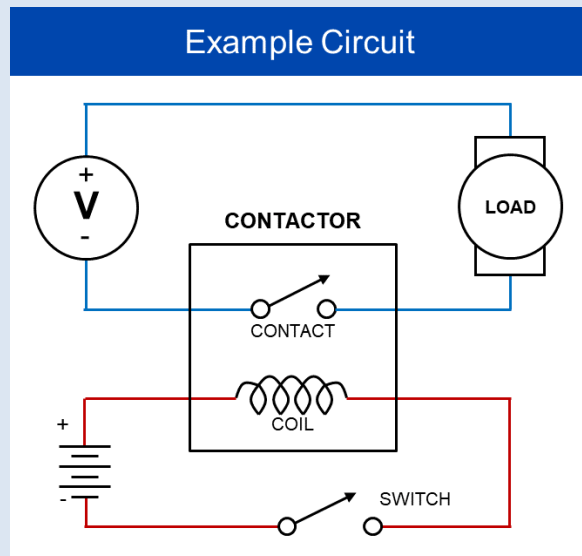 Example Circuit
+
V
-
LOAD
CONTACTOR
CONTACT
COIL
+
-
SWITCH